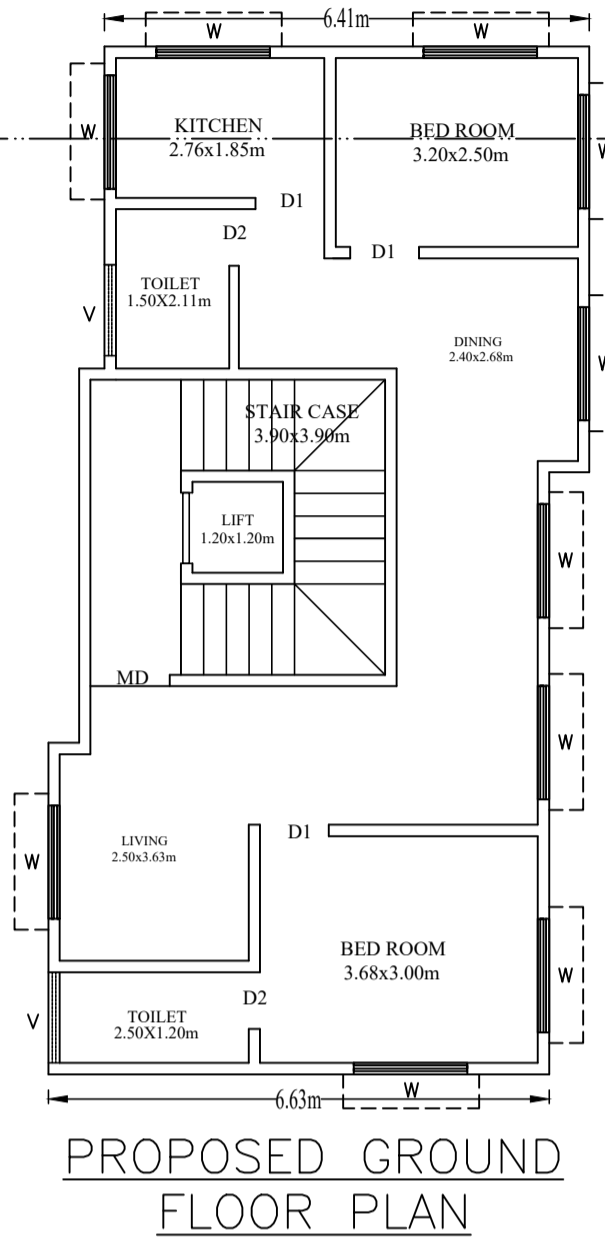 6.41m
W
W
KITCHEN
2.76x1.85m
BED ROOM
3.20x2.50m
W
W
D1
D2
D1
TOILET
1.50X2.11m
V
DINING
2.40x2.68m
W
STAIR CASE
3.90x3.90m
LIFT
1.20x1.20m
W
MD
W
D1
LIVING
2.50x3.63m
W
BED ROOM
3.68x3.00m
W
D2
TOILET
2.50X1.20m
V
W
6.63m
PROPOSED GROUND
FLOOR PLAN